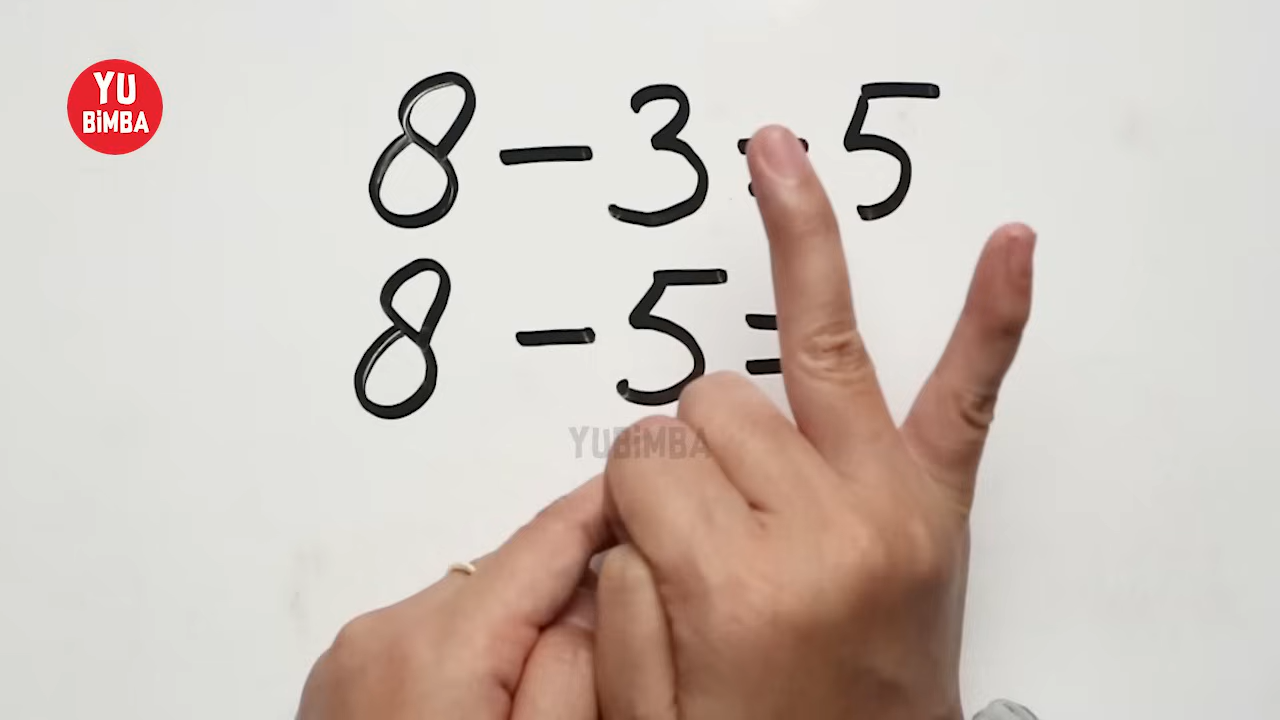 YU
BiMBA
8 - 3 = 5
8 - 5 =
YUBiMBA